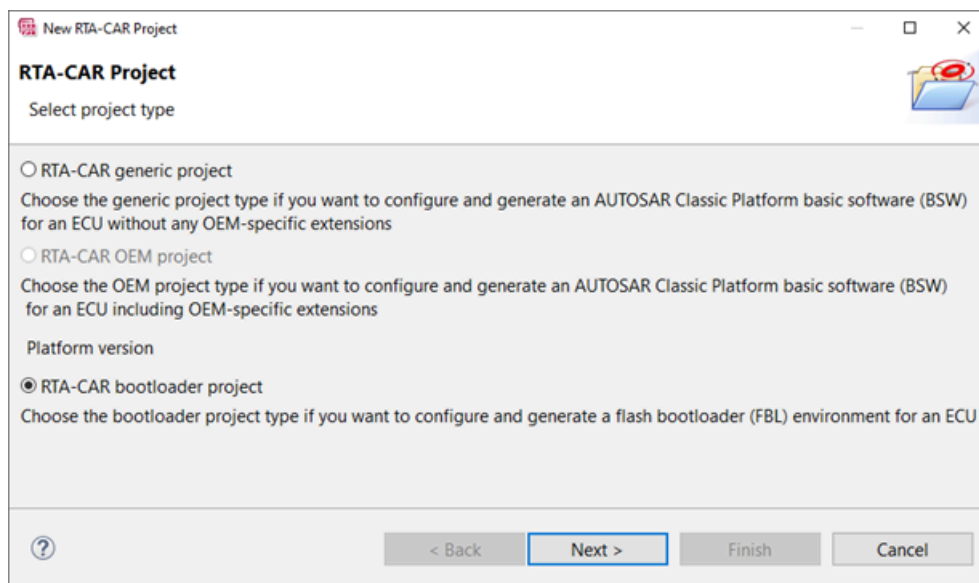 New RTA-CAR Project
RTA-CAR Project
Select project type
RTA-CAR generic project
Choose the generic project type if you want to configure and generate an AUTOSAR Classic Platform basic software (BSW)
for an ECU without any OEM-specific extensions
RTA-CAR OEM project
Choose the OEM project type if you want to configure and generate an AUTOSAR Classic Platform basic software (BSW)
for an ECU including OEM-specific extensions
Platform version
RTA-CAR bootloader project
Choose the bootloader project type if you want to configure and generate a flash bootloader (FBL) environment for an ECU
? < Back Next > Finish Cancel